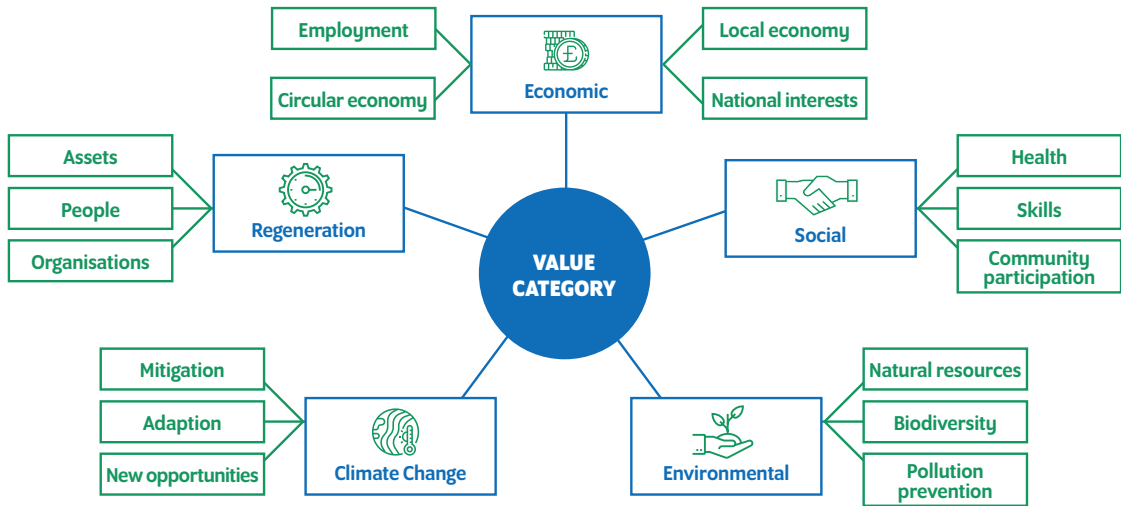 Employment
Circular economy
£
Economic
Local economy
National interests
Assets
People
Organisations
Regeneration
Social
Health
Skills
Community
participation
VALUE
CATEGORY
Mitigation
Adaption
New opportunities
Climate Change
Environmental
Natural resources
Biodiversity
Pollution
prevention